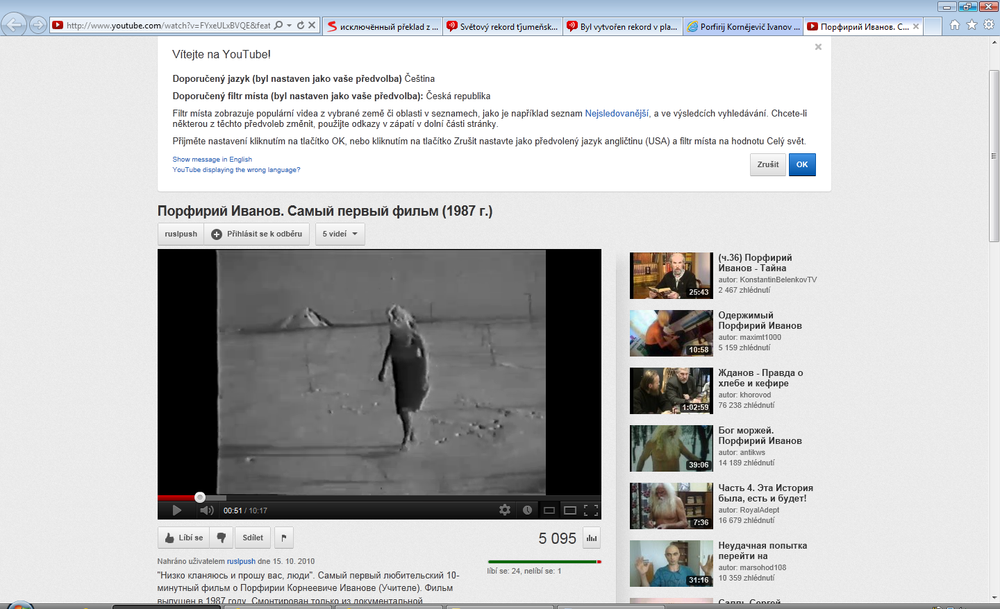 http://www.youtube.com/watch?v=FYxeULxBVQE&feat
исключённый překlad z ...
Světový rekord tjumeňsk...
Byl vytvořen rekord v pla...
Porfirij Kornějevič Ivanov ...
Порфирий Иванов. С...
Vítejte na YouTube!
Doporučený jazyk (byl nastaven jako vaše předvolba) Čeština
Doporučený filtr místa (byl nastaven jako vaše předvolba): Česká republika
Filtr místa zobrazuje populární videa z vybrané země či oblasti v seznamech, jako je například seznam Nejsledovanější, a ve výsledcích vyhledávání. Chcete-li
některou z těchto předvoleb změnit, použijte odkazy v zápatí v dolní části stránky.
Přijměte nastavení kliknutím na tlačítko OK, nebo kliknutím na tlačítko Zrušit nastavte jako předvolený jazyk angličtinu (USA) a filtr místa na hodnotu Celý svět.
Show message in English
YouTube displaying the wrong language?
Zrušit
OK
Порфирий Иванов. Самый первый фильм (1987 г.)
ruslpush
Přihlásit se k odběru
5 videí
00:51 / 10:17
Líbí se
Sdílet
5 095
Nahráno uživatelem ruslpush dne 15. 10. 2010
líbí se: 24, nelíbí se: 1
"Низко кланяюсь и прошу вас, люди". Самый первый любительский 10-
минутный фильм о Порфирии Корнеевиче Иванове (Учителе). Фильм
выпущен в 1987 году. Смонтирован только из документальной
25:43
(ч.36) Порфирий
Иванов - Тайна
autor: KonstantinBelenkovTV
2 467 zhlédnutí
10:58
Одержимый
Порфирий Иванов
autor: maximt1000
5 159 zhlédnutí
1:02:59
Жданов - Правда о
хлебе и кефире
autor: khorovod
76 238 zhlédnutí
39:06
Бог моржей.
Порфирий Иванов
autor: antikws
14 189 zhlédnutí
7:36
Часть 4. Эта История
была, есть и будет!
autor: RoyalAdept
16 679 zhlédnutí
31:16
Неудачная попытка
перейти на
autor: marsohod108
10 359 zhlédnutí